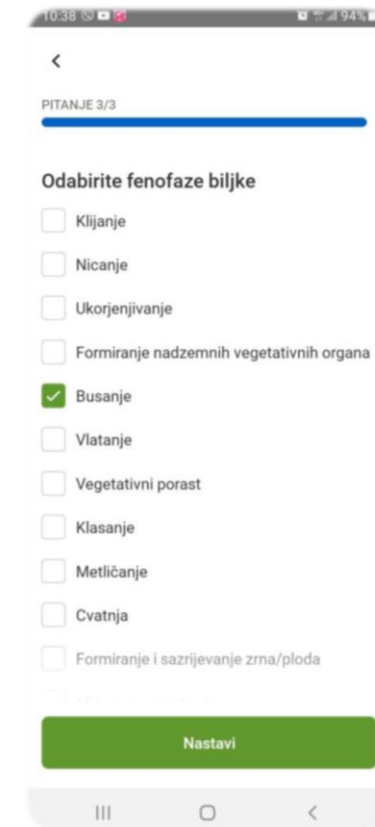 10:38
94%
PITANJE 3/3
Odabirite fenofaze biljke
Klijanje
Nicanje
Ukorjenjivanje
Formiranje nadzemnih vegetativnih organa
Busanje
Vlatanje
Vegetativni porast
Klasanje
Metličanje
Cvatnja
Formiranje i sazrijevanje zrna/ploda
Nastavi